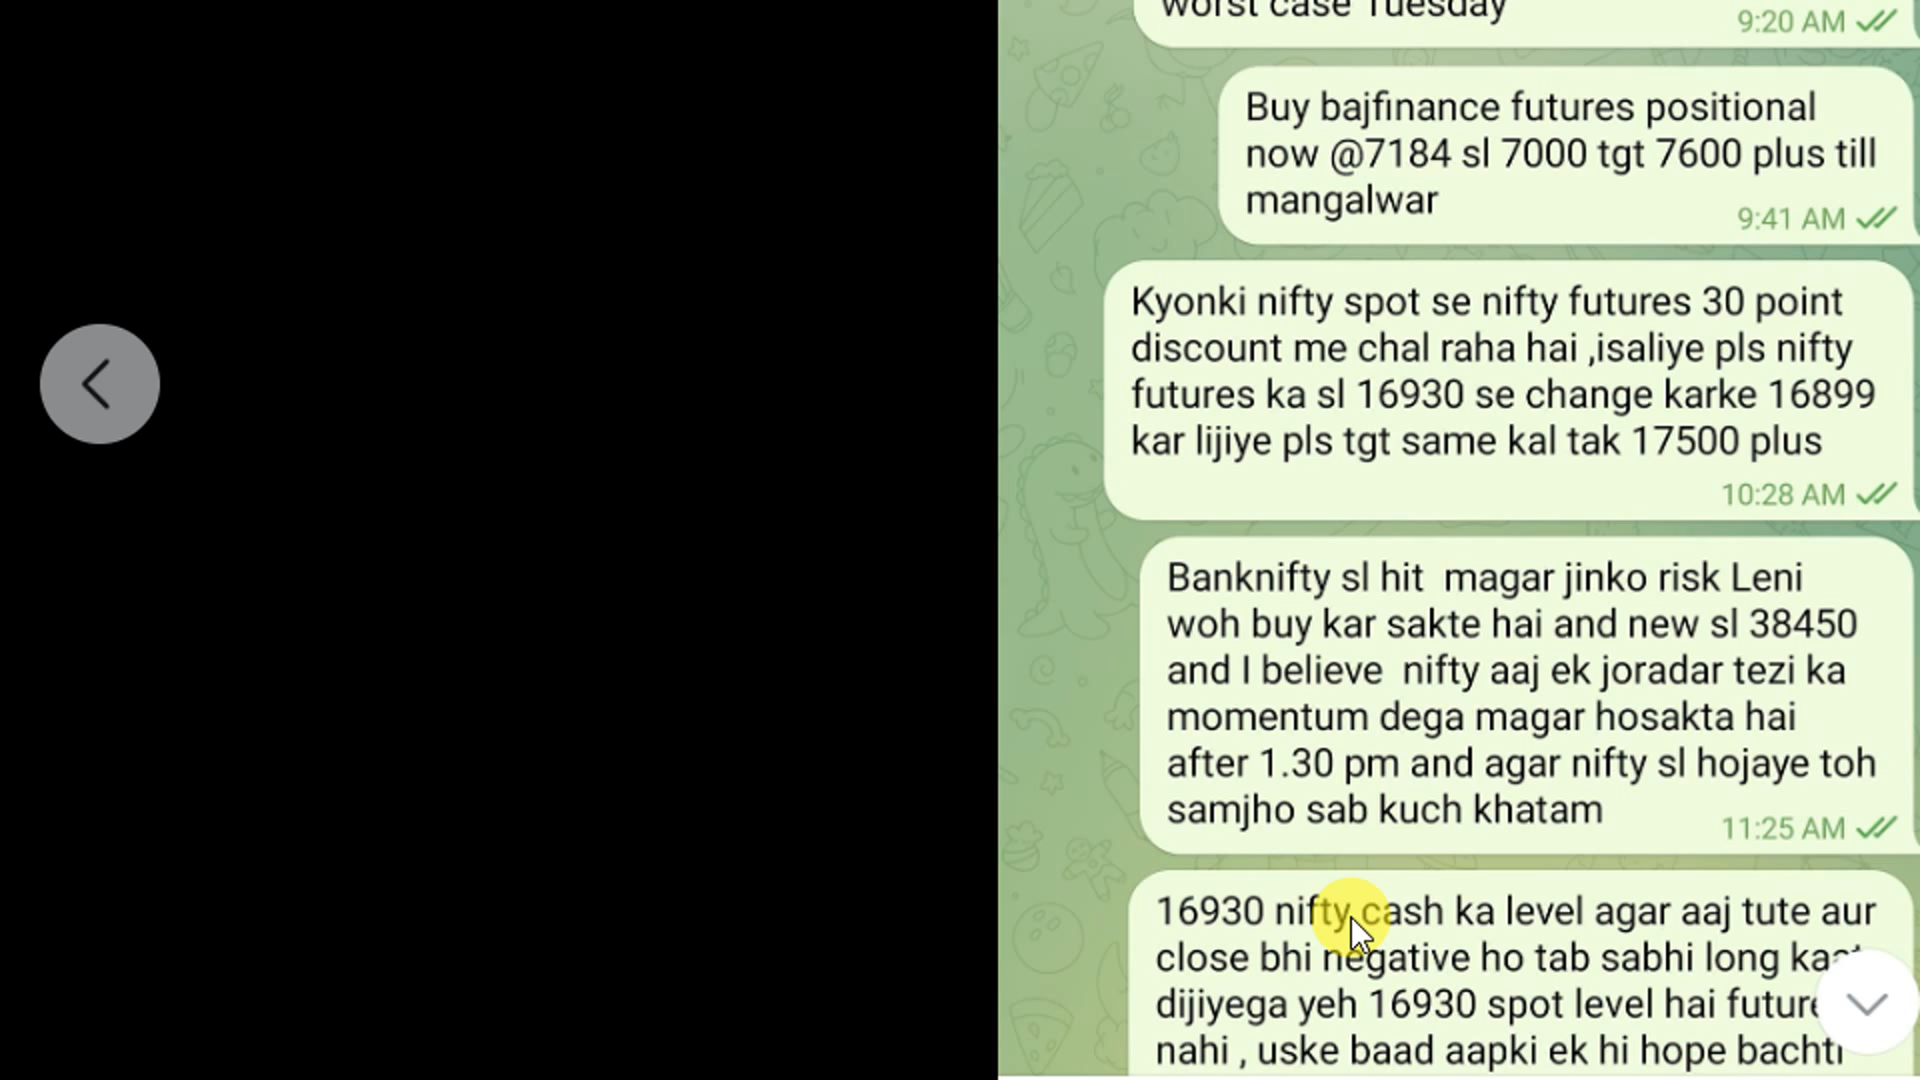 worst case Tuesday
9:20 AM
Buy bajfinance futures positional
now @7184 sl 7000 tgt 7600 plus till
mangalwar
9:41 AM
Kyonki nifty spot se nifty futures 30 point
discount me chal raha hai ,isaliye pls nifty
futures ka sl 16930 se change karke 16899
kar lijiye pls tgt same kal tak 17500 plus
10:28 AM
Banknifty sl hit  magar jinko risk Leni
woh buy kar sakte hai and new sl 38450
and I believe  nifty aaj ek joradar tezi ka
momentum dega magar hosakta hai
after 1.30 pm and agar nifty sl hojaye toh
samjho sab kuch khatam
11:25 AM
16930 nifty cash ka level agar aaj tute aur
close bhi negative ho tab sabhi long
dijiyega yeh 16930 spot level hai
nahi , uske baad aapki ek hi hope bachti